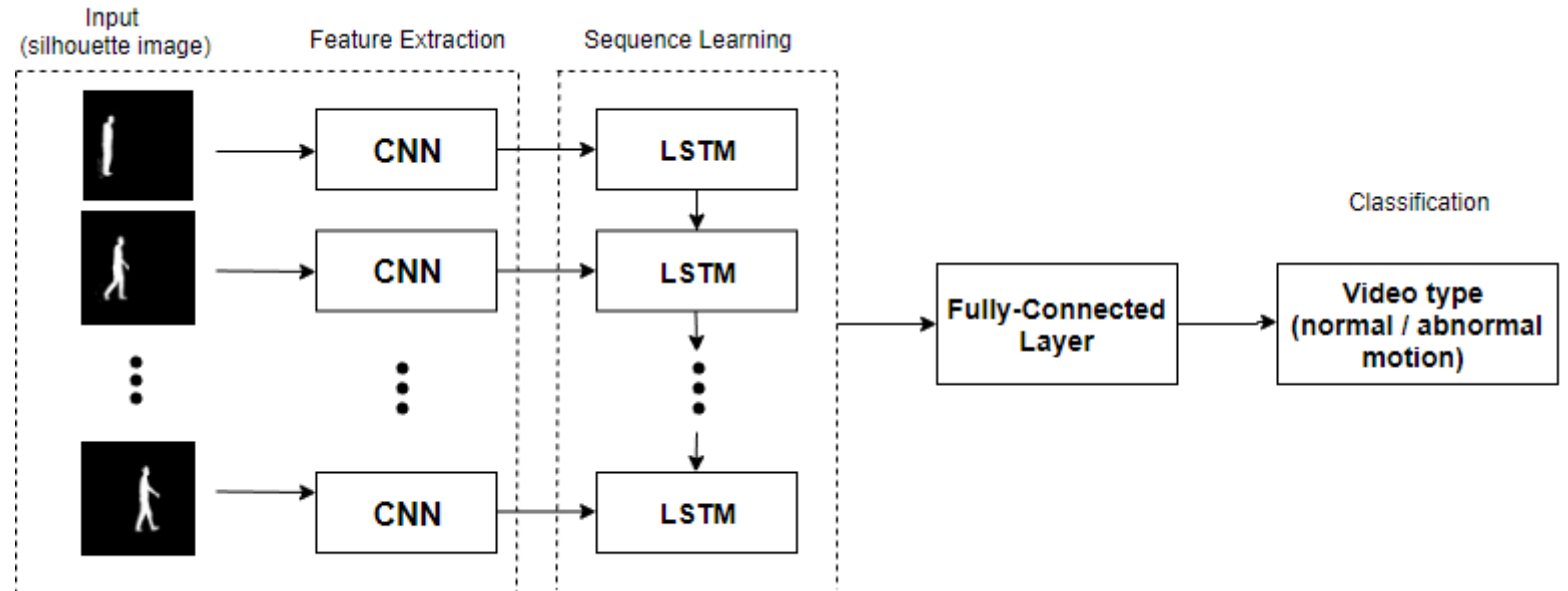 Input
(silhouette image)
Feature Extraction
Sequence Learning
CNN
LSTM
CNN
LSTM
CNN
LSTM
Fully-Connected
Layer
Classification
Video type
(normal / abnormal
motion)